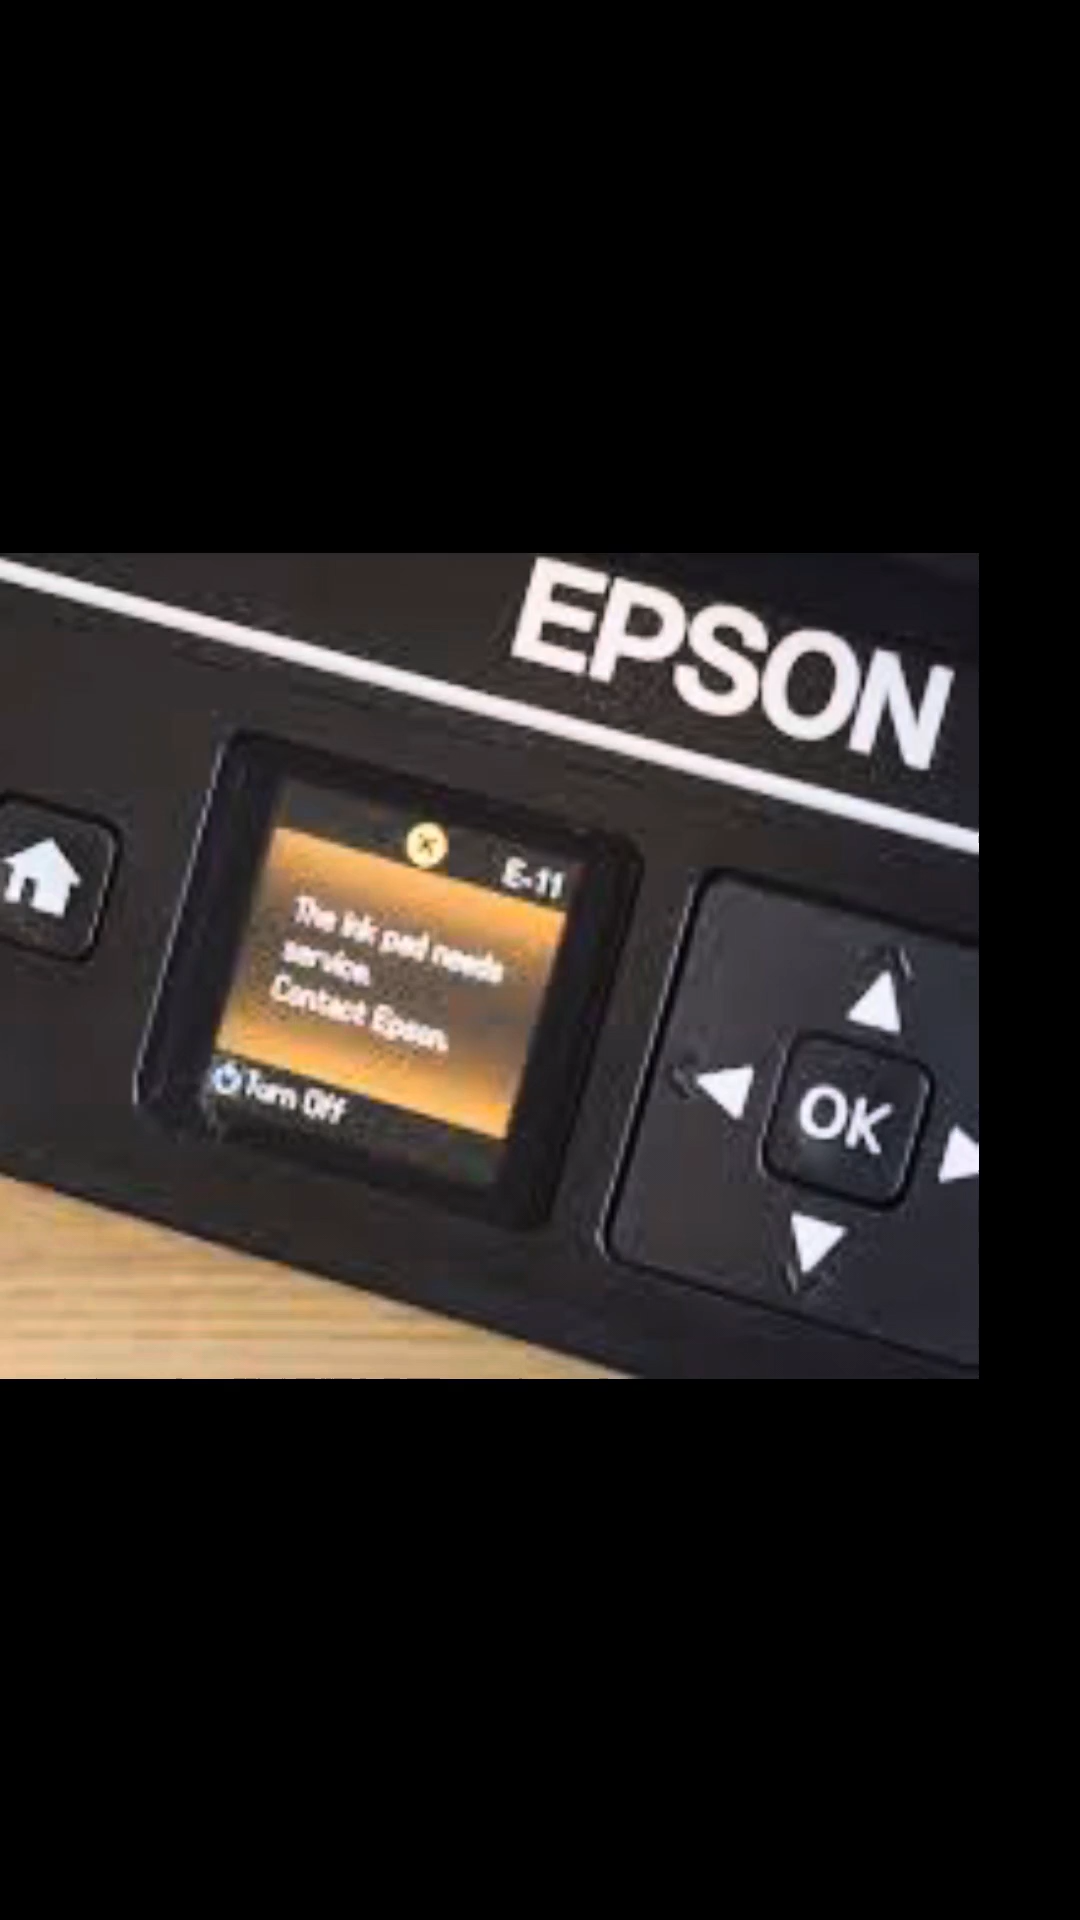 EPSON
E-11
The ink pad needs
service.
Contact Epson.
Turn Off
OK